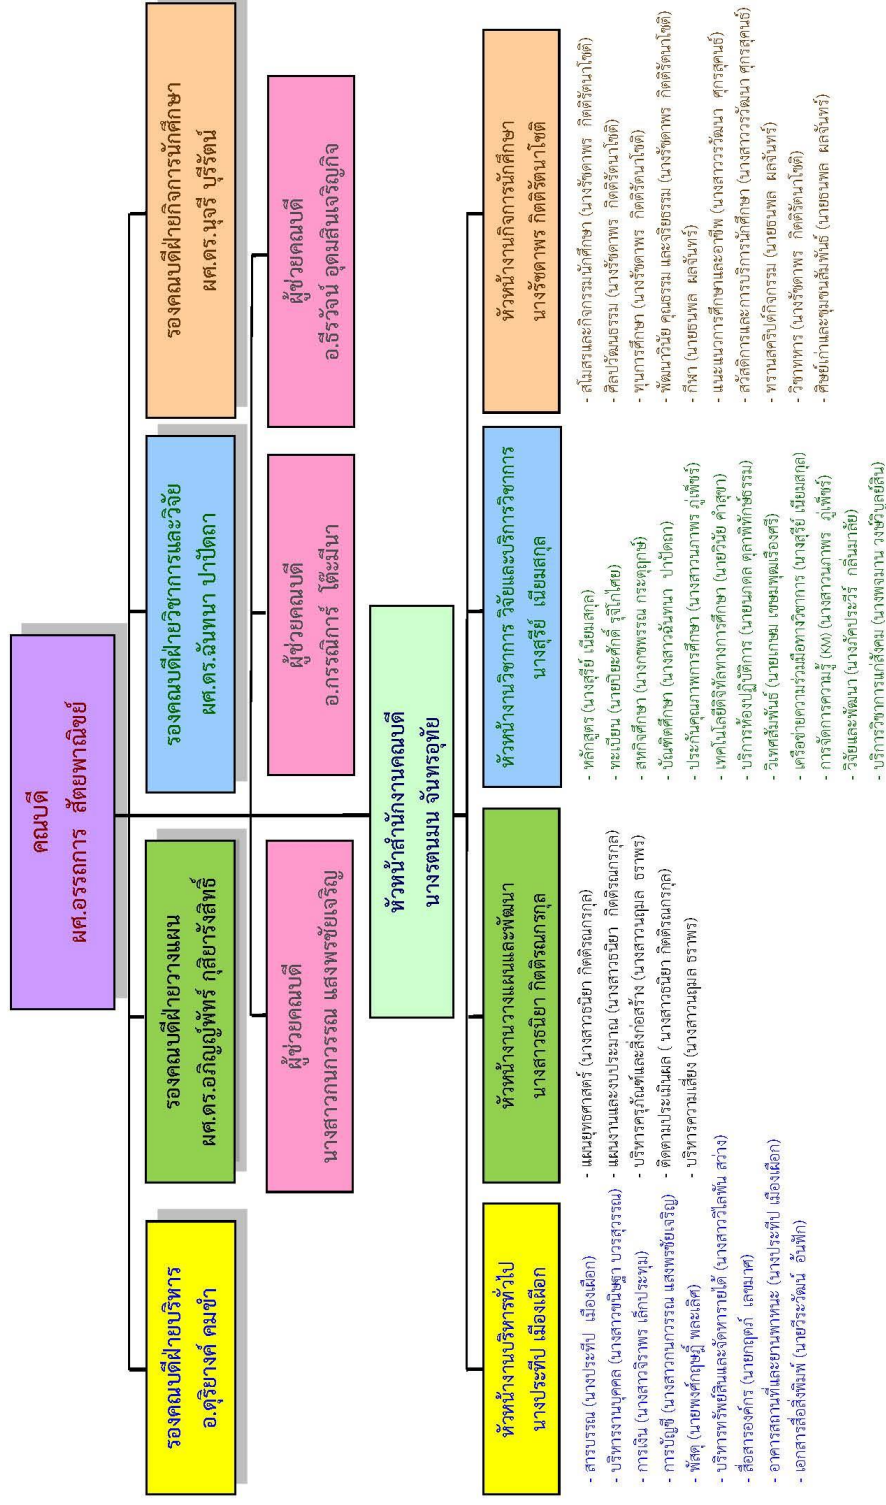 คณบดี
ผศ.อรรถการ สัตยพาณิชย์
รองคณบดีฝ่ายบริหาร
อ.ดุริยางค์ คมขำ
รองคณบดีฝ่ายวางแผน
ผศ.ดร.อภิญญ์พัทร์ กุสิยารังสิทธิ์
รองคณบดีฝ่ายวิชาการและวิจัย
ผศ.ดร.ฉันทนา ปาปัดถา
รองคณบดีฝ่ายกิจการนักศึกษา
ผศ.ดร.นุจรี บุรีรัตน์
ผู้ช่วยคณบดี
นางสาวกนกวรรณ แสงพรชัยเจริญ
ผู้ช่วยคณบดี
อ.กรรณิการ์ โต๊ะมีนา
ผู้ช่วยคณบดี
อ.ธีรวัจน์ อุดมสินเจริญกิจ
หัวหน้าสำนักงานคณบดี
นางรตนมน จันทรอุทัย
หัวหน้างานบริหารทั่วไป
นางประทีป เมืองเผือก
- สารบรรณ (นางประทีป เมืองเผือก)
- บริหารงานบุคคล (นางสาวขนิษฐา บวรสุวรรณ)
- การเงิน (นางสาวจิราพร เล็กประทุม)
- การบัญชี (นางสาวกนกวรรณ แสงพรชัยเจริญ)
- พัสดุ (นายพงศ์กฤษฎิ์ พละเลิศ)
- บริหารทรัพย์สินและจัดหารายได้ (นางสาววิไลพัน สว่าง)
- สื่อสารองค์กร (นายกฤตภ์ เลขมาศ)
- อาคารสถานที่และยานพาหนะ (นางประทีป เมืองเผือก)
- เอกสารสื่อสิ่งพิมพ์ (นายวีระวัฒน์ อ้นฟัก)
หัวหน้างานวางแผนและพัฒนา
นางสาวธนิยา กิตติรณกรกุล
- แผนยุทธศาสตร์ (นางสาวธนิยา กิตติรณกรกุล)
- แผนงานและงบประมาณ (นางสาวธนิยา กิตติรณกรกุล)
- บริหารครุภัณฑ์และสิ่งก่อสร้าง (นางสาวนฤมล ธราพร)
- ติดตามประเมินผล ( นางสาวธนิยา กิตติรณกรกุล)
- บริหารความเสี่ยง (นางสาวนฤมล ธราพร)
หัวหน้างานวิชาการ วิจัยและบริการวิชาการ
นางสุรีย์ เนียมสกุล
- หลักสูตร (นางสุรีย์ เนียมสกุล)
- ทะเบียน (นายปิยะศักดิ์ รุจิโกไศย)
- สหกิจศึกษา (นางกชพรรณ กระตุฤกษ์)
- บัณฑิตศึกษา (นางสาวฉันทนา ปาปัดถา)
- ประกันคุณภาพการศึกษา (นางสาวนภาพร ภู่เพ็ชร์)
- เทคโนโลยีดิจิทัลทางการศึกษา (นายวินัย คำสุขา)
- บริการห้องปฏิบัติการ (นายนภดล ตุลาพิทักษ์ธรรม)
- วิเทศสัมพันธ์ (นายเกษม เขษมพุฒเรืองศรี)
- เครือข่ายความร่วมมือทางวิชาการ (นางสุรีย์ เนียมสกุล)
- การจัดการความรู้ (KM) (นางสาวนภาพร ภู่เพ็ชร์)
- วิจัยและพัฒนา (นางภัคประวีร์ กลิ่นมาลัย)
- บริการวิชาการแก่สังคม (นางพจมาน วงษ์วิบูลย์สิน)
หัวหน้างานกิจการนักศึกษา
นางรัชดาพร กิตติรัตนาโชติ
- สโมสรและกิจกรรมนักศึกษา (นางรัชดาพร กิตติรัตนาโชติ)
- ศิลปวัฒนธรรม (นางรัชดาพร กิตติรัตนาโชติ)
- ทุนการศึกษา (นางรัชดาพร กิตติรัตนาโชติ)
- พัฒนาวินัย คุณธรรม และจริยธรรม (นางรัชดาพร กิตติรัตนาโชติ)
- กีฬา (นายธนพล ผลจันทร์)
- แนะแนวการศึกษาและอาชีพ (นางสาววรวัฒนา ศุกรสุคนธ์)
- สวัสดิการและการบริการนักศึกษา (นางสาววรวัฒนา ศุกรสุคนธ์)
- ทรานสคริปต์กิจกรรม (นายธนพล ผลจันทร์)
- วิชาทหาร (นางรัชดาพร กิตติรัตนาโชติ)
- ศิษย์เก่าและชุมชนสัมพันธ์ (นายธนพล ผลจันทร์)